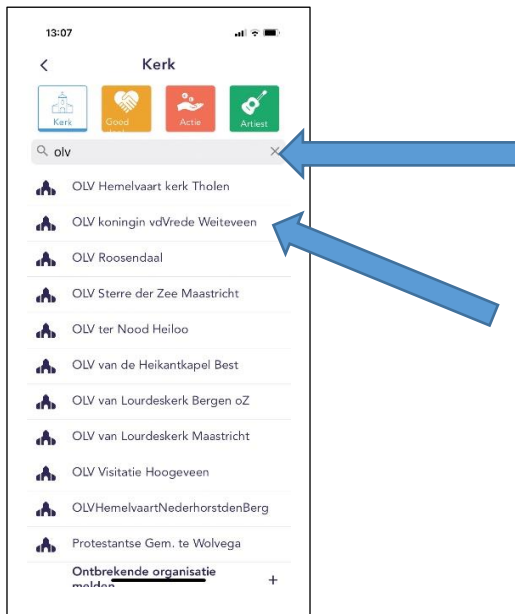 13:07
Kerk
Kerk
Good
Actie
Artiest
olv
OLV Hemelvaart kerk Tholen
OLV koningin vdVrede Weiteveen
OLV Roosendaal
OLV Sterre der Zee Maastricht
OLV ter Nood Heiloo
OLV van de Heikantkapel Best
OLV van Lourdeskerk Bergen oZ
OLV van Lourdeskerk Maastricht
OLV Visitatie Hoogeveen
OLVHemelvaartNederhorstdenBerg
Protestantse Gem. te Wolvega
Ontbrekende organisatie
melden